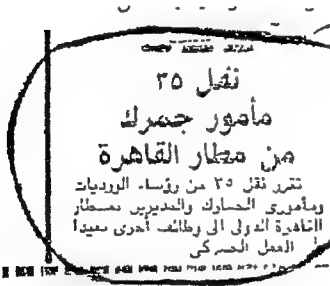 نقل ٣٥
مأمور جمرك
من مطار القاهرة
تقرر نقل ٣٥ من رؤساء الورديات
ومأموري الجمارك والمديرين بمطار
القاهرة الدولى الى وظائف أخرى بعيدا
العمل الجمركى